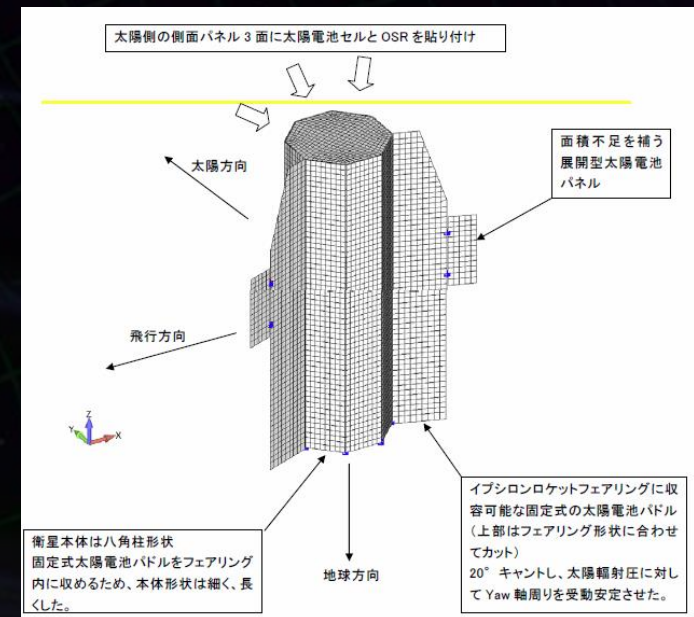 太陽側の側面パネル3面に太陽電池セルとOSRを貼り付け
太陽方向
面積不足を補う
展開型太陽電池
パネル
飛行方向
Z
Y
X
衛星本体は八角柱形状
固定式太陽電池パドルをフェアリング
内に収めるため、本体形状は細く、長
くした。
地球方向
イプシロンロケットフェアリングに収
容可能な固定式の太陽電池パドル
(上部はフェアリング形状に合わせ
てカット)
20° キャントし、太陽輻射圧に対し
て Yaw 軸周りを受動安定させた。